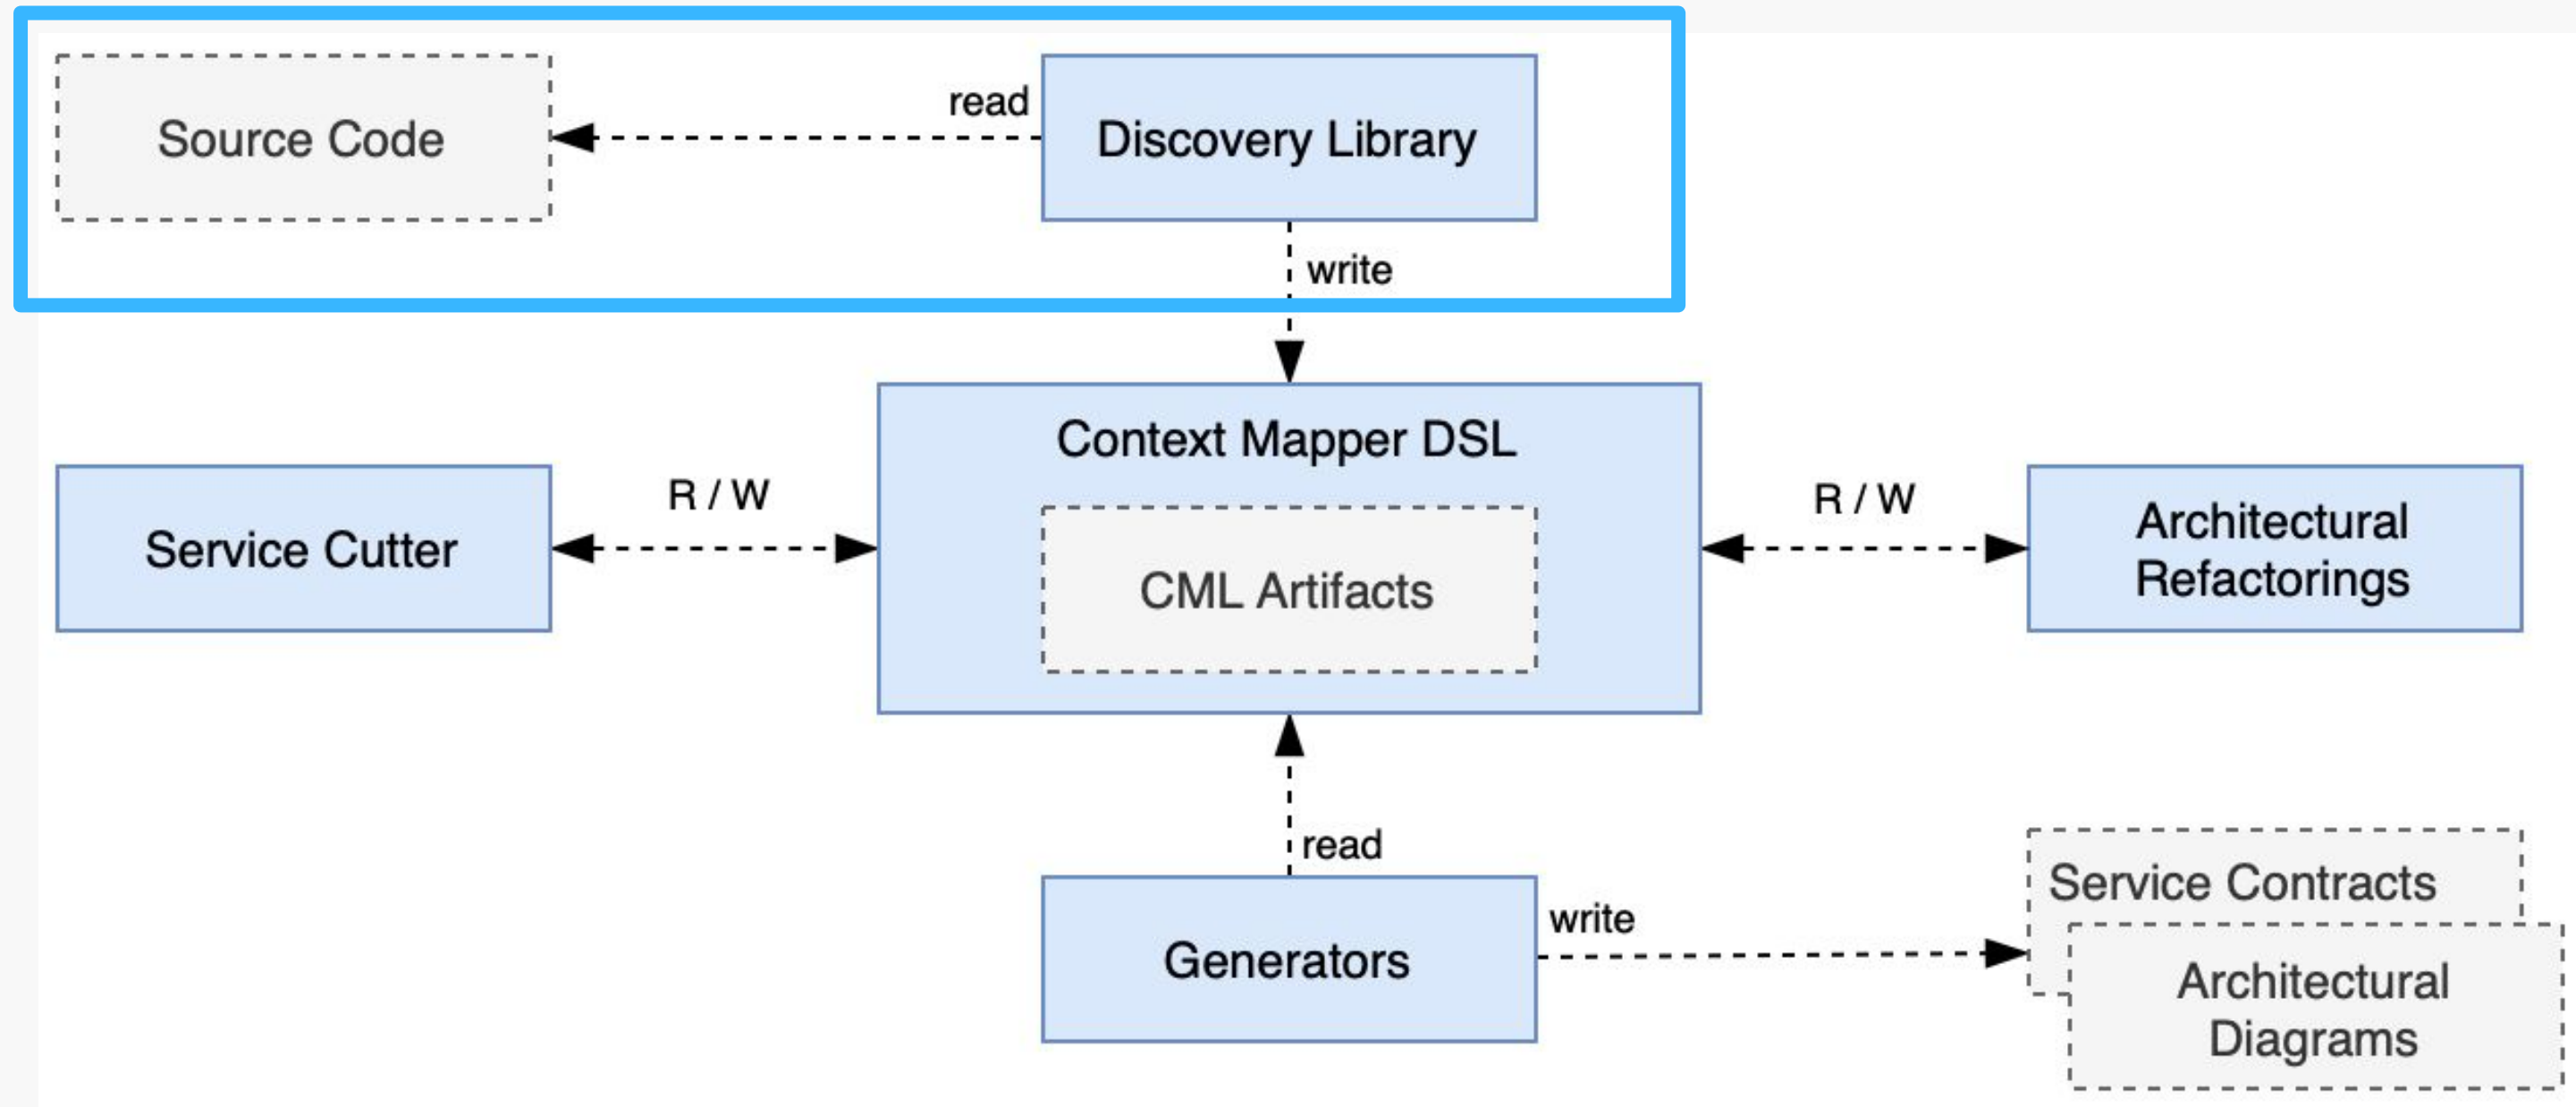 Source Code
read
Discovery Library
write
Context Mapper DSL
CML Artifacts
Service Cutter
R / W
R / W
Architectural
Refactorings
read
Generators
write
Service Contracts
Architectural
Diagrams